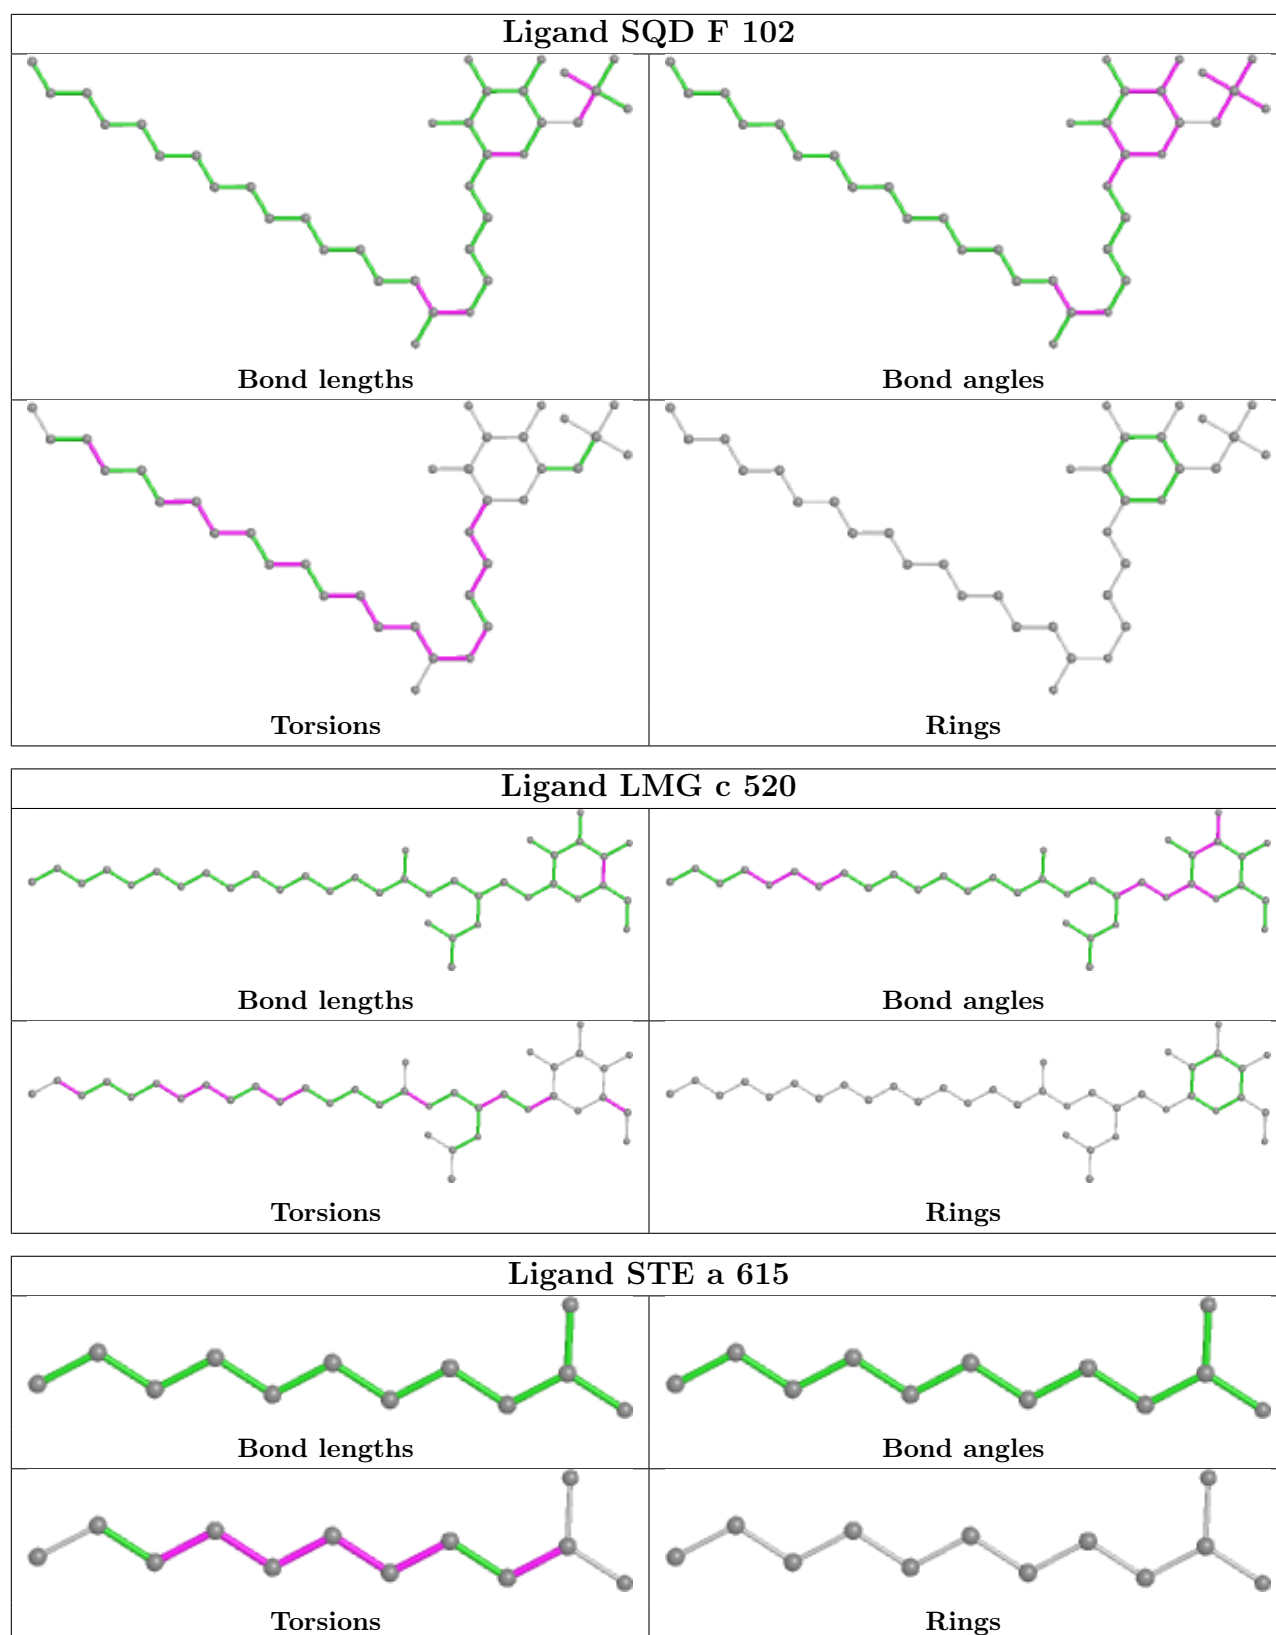 Ligand SQD F 102
Bond lengths
Bond angles
Torsions
Rings
Ligand LMG c 520
Bond lengths
Bond angles
Torsions
Rings
Ligand STE a 615
Bond lengths
Bond angles
Torsions
Rings